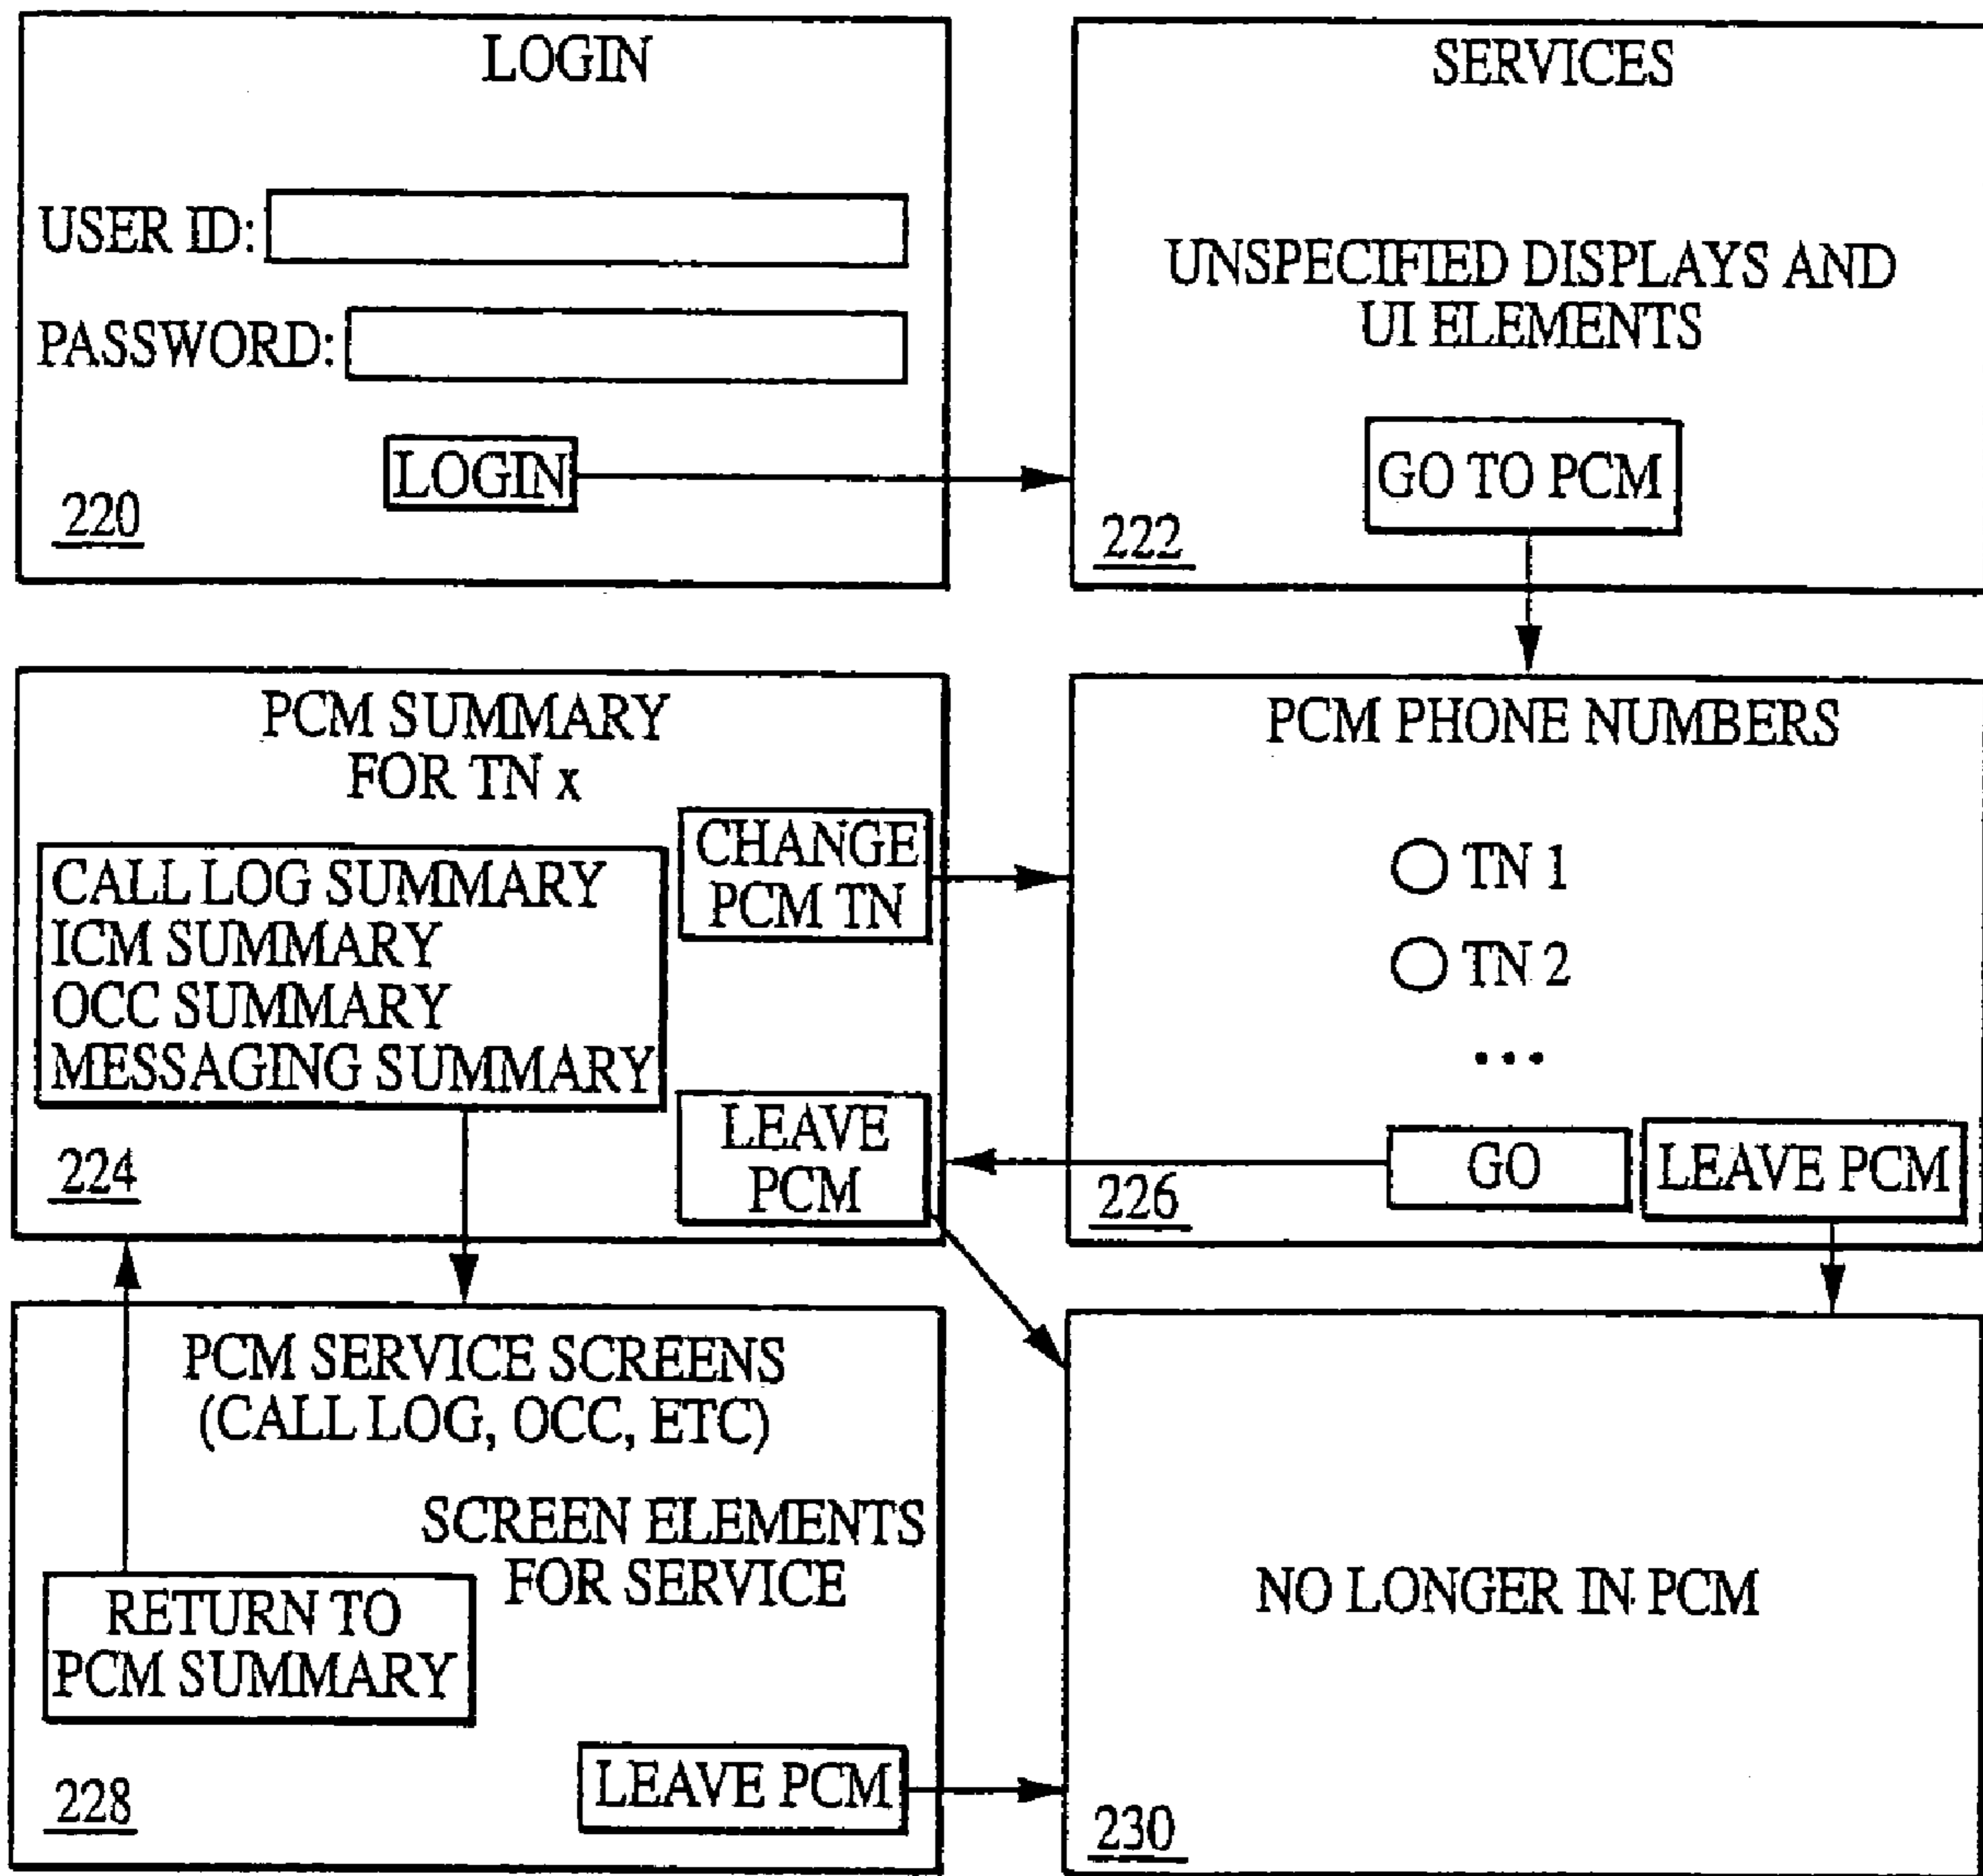 LOGIN
USER ID:
PASSWORD:
LOGIN
220
SERVICES
UNSPECIFIED DISPLAYS AND
UI ELEMENTS
GO TO PCM
222
PCM SUMMARY
FOR TN x
CALL LOG SUMMARY
ICM SUMMARY
OCC SUMMARY
MESSAGING SUMMARY
CHANGE
PCM TN
LEAVE
PCM
224
PCM PHONE NUMBERS
TN 1
TN 2
...
GO
LEAVE PCM
226
PCM SERVICE SCREENS
(CALL LOG, OCC, ETC)
SCREEN ELEMENTS
FOR SERVICE
RETURN TO
PCM SUMMARY
LEAVE PCM
228
NO LONGER IN PCM
230